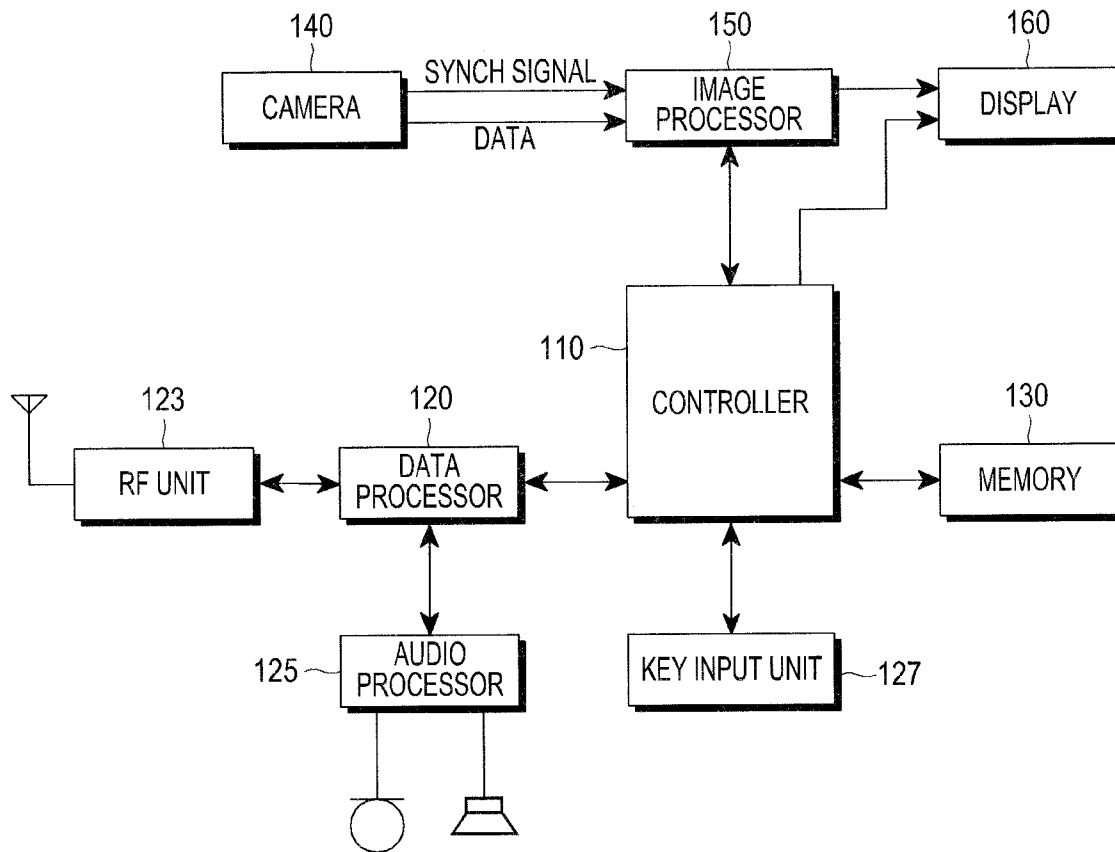 140
150
160
CAMERA
SYNCH SIGNAL
DATA
IMAGE
PROCESSOR
DISPLAY
110
CONTROLLER
123
120
130
RF UNIT
DATA
PROCESSOR
MEMORY
125
AUDIO
PROCESSOR
KEY INPUT UNIT
127